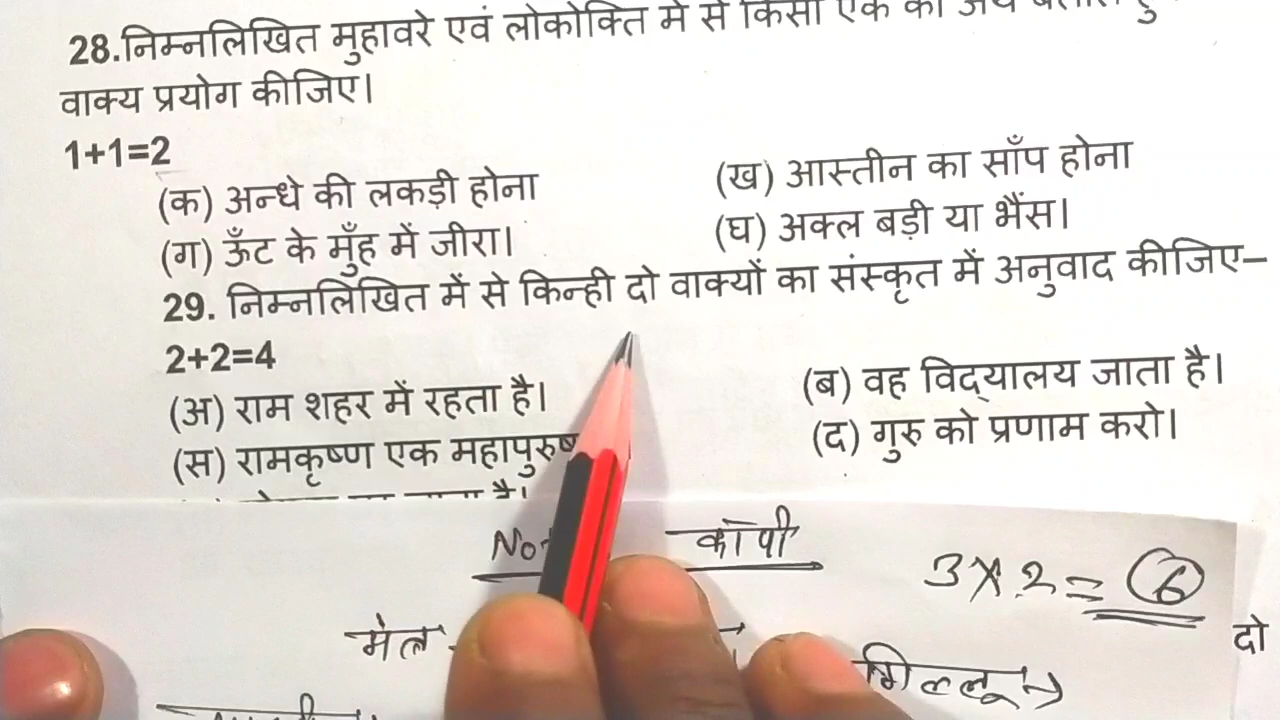 28.निम्नलिखित मुहावरे एवं लोकोक्ति में से किसी एक का अर्थ
वाक्य प्रयोग कीजिए।
1+1=2
(क) अन्धे की लकड़ी होना (ख) आस्तीन का साँप होना
(ग) ऊँट के मुँह में जीरा। (घ) अक्ल बड़ी या भैंस।
29. निम्नलिखित में से किन्ही दो वाक्यों का संस्कृत में अनुवाद कीजिए–
2+2=4
(अ) राम शहर में रहता है। (ब) वह विद्यालय जाता है।
(स) रामकृष्ण एक महापुरुष (द) गुरु को प्रणाम करो।
है।
कॉपी
3×2=6
दो
मेल
गिल्लू→